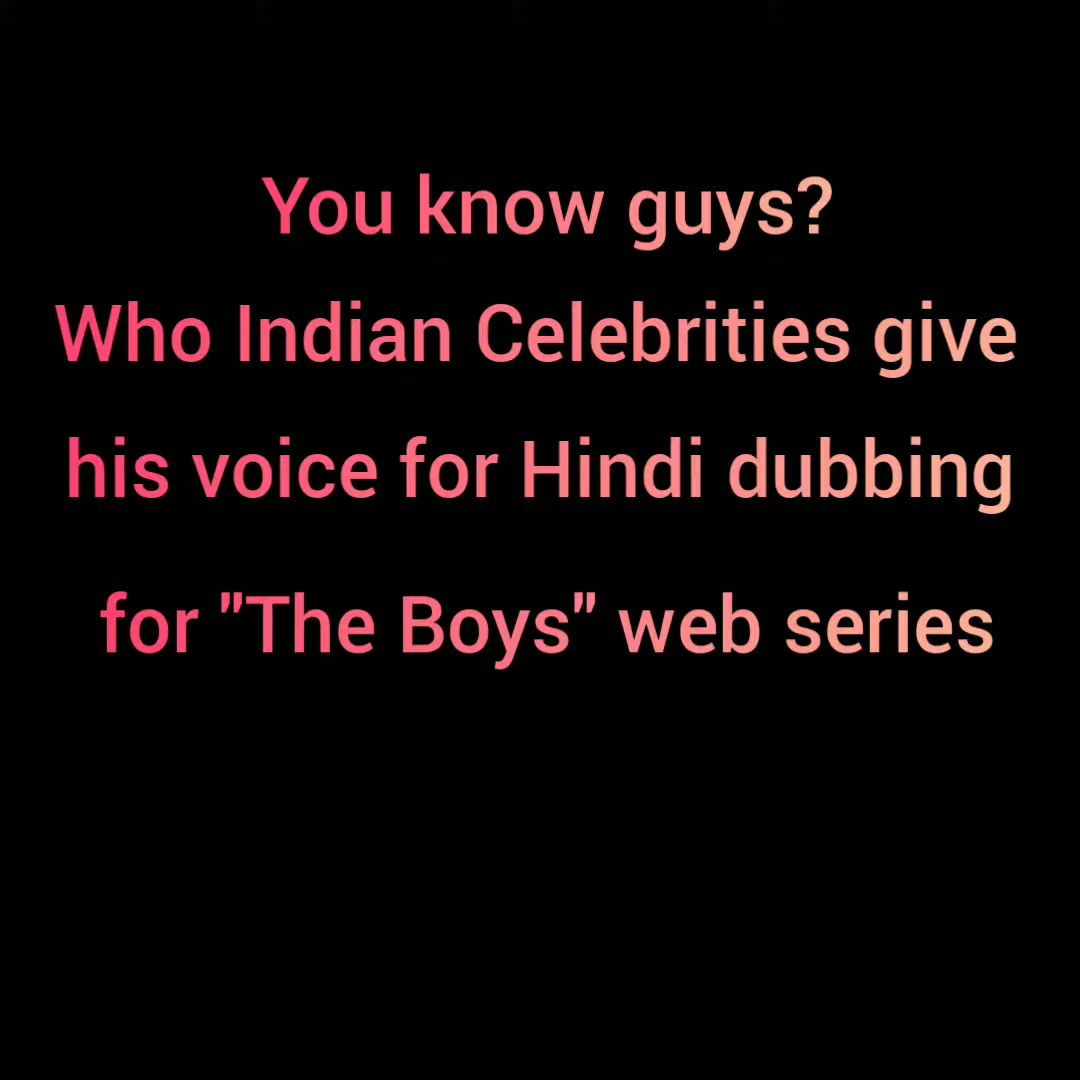 You know guys?
Who Indian Celebrities give
his voice for Hindi dubbing
for "The Boys" web series